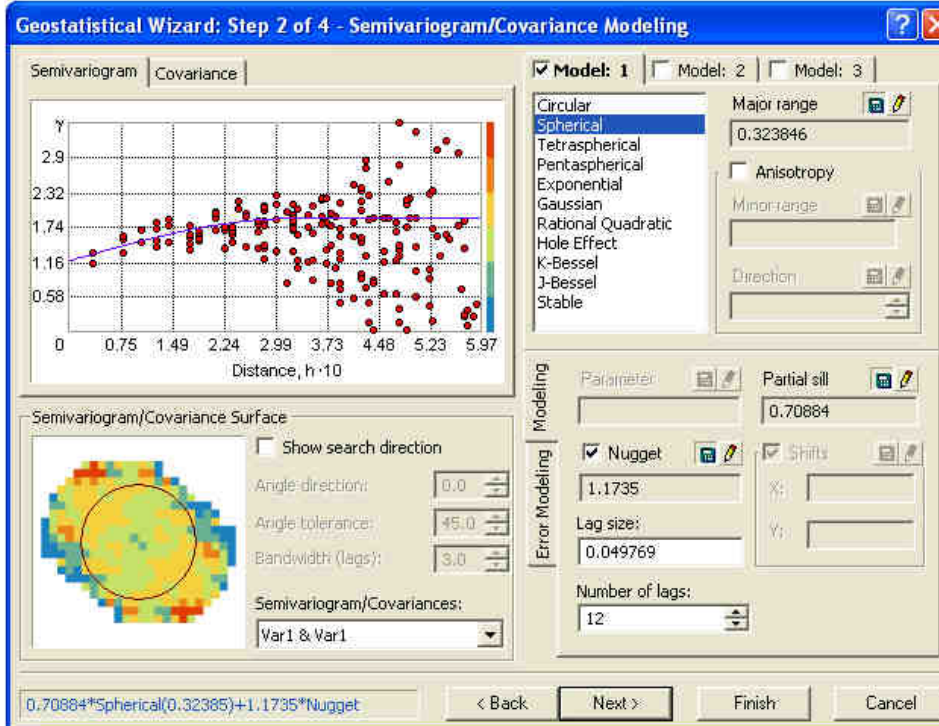 Geostatistical Wizard: Step 2 of 4 - Semivariogram/Covariance Modeling
Semivariogram
Covariance
γ
2.9
2.32
1.74
1.16
0.58
0
0.75
1.49
2.24
2.99
3.73
4.48
5.23
5.97
Distance, h·10
Model: 1
Model: 2
Model: 3
Circular
Spherical
Tetraspherical
Pentaspherical
Exponential
Gaussian
Rational Quadratic
Hole Effect
K-Bessel
J-Bessel
Stable
Major range
0.323846
Anisotropy
Minor range
Direction
Semivariogram/Covariance Surface
Show search direction
Angle direction:
0.0
Angle tolerance:
45.0
Bandwidth (lags):
3.0
Semivariogram/Covariances:
Var1 & Var1
Modeling
Error Modeling
Parameter
Partial sill
0.70884
Nugget
1.1735
Shifts
X:
Y:
Lag size:
0.049769
Number of lags:
12
0.70884*Spherical(0.32385)+1.1735*Nugget
< Back
Next >
Finish
Cancel